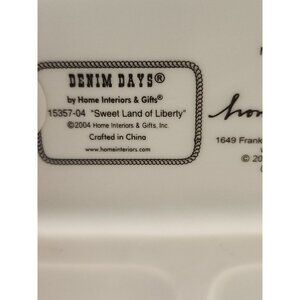 DENIM DAYS®
by Home Interiors & Gifts®
15357-04 "Sweet Land of Liberty"
©2004 Home Interiors & Gifts, Inc.
Crafted in China
www.homeinteriors.com
1649 Frank